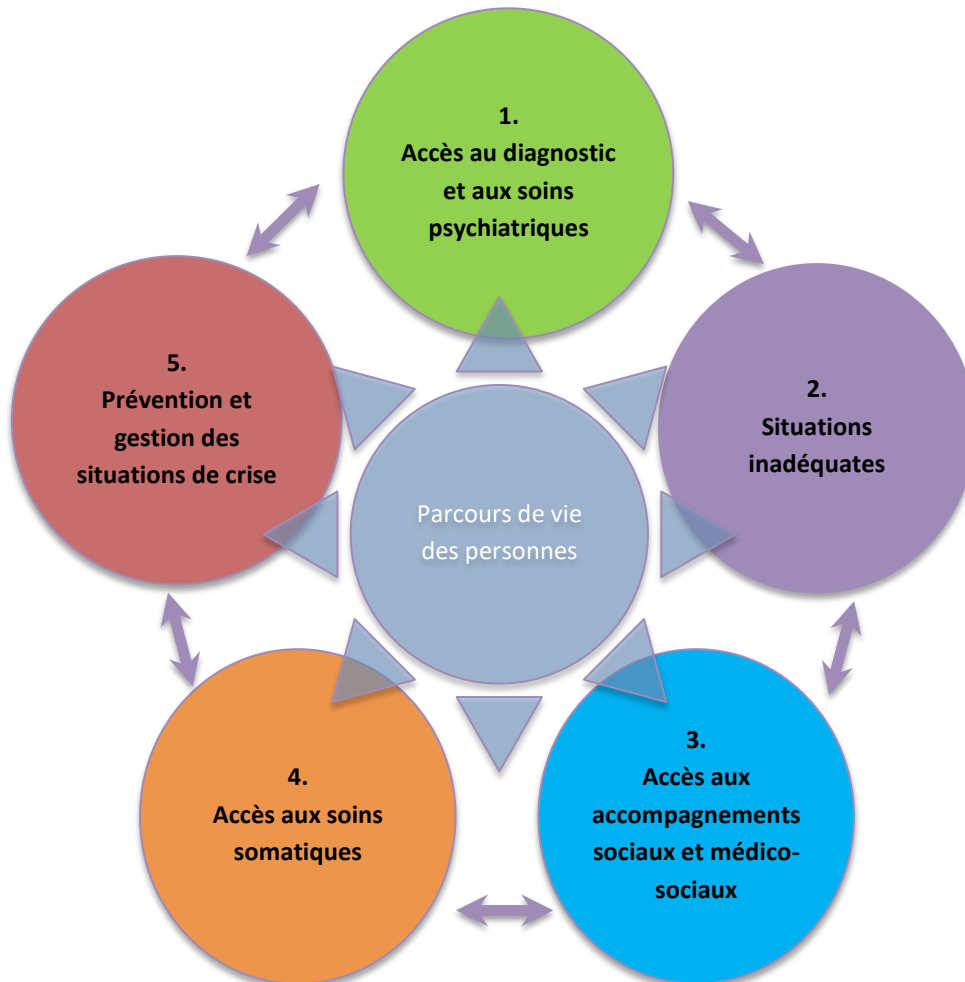 1.
Accès au diagnostic
et aux soins
psychiatriques
2.
Situations
inadéquates
3.
Accès aux
accompagnements
sociaux et médico-
sociaux
4.
Accès aux soins
somatiques
5.
Prévention et
gestion des
situations de crise
Parcours de vie
des personnes